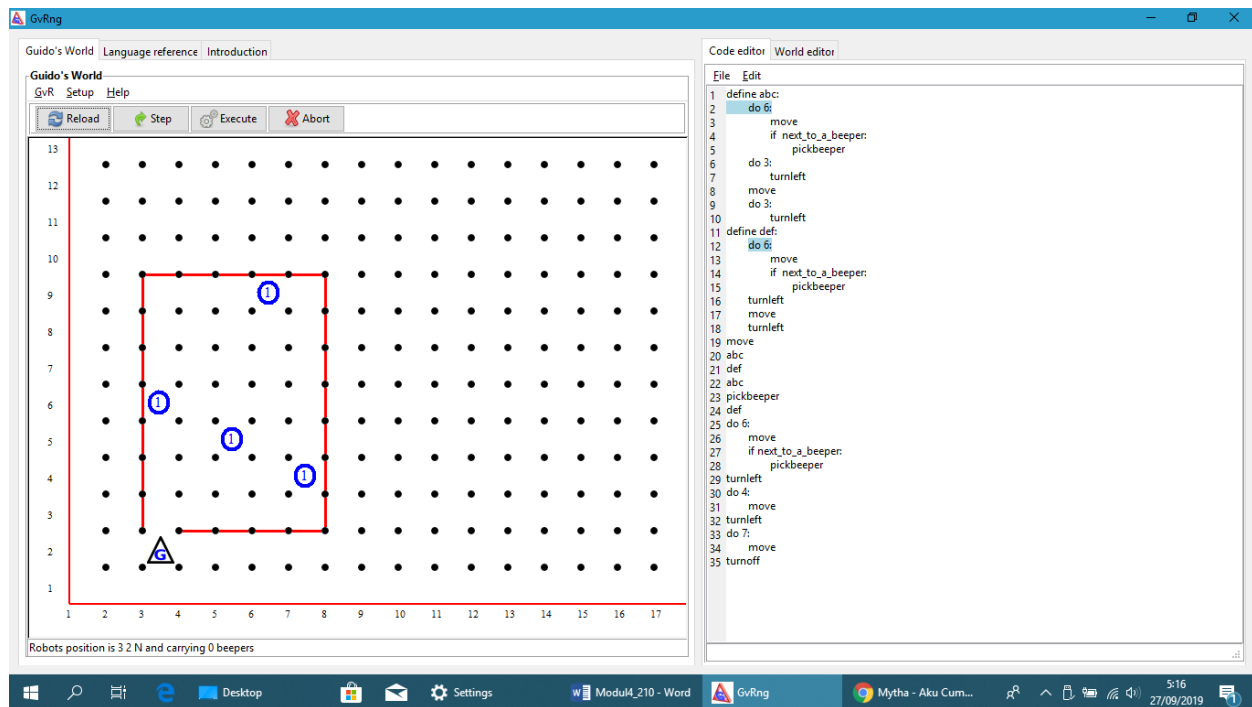 GvRng
Guido's World Language reference Introduction
Guido's World
GvR Setup Help
Reload Step Execute Abort
13
12
11
10
9
8
7
6
5
4
3
2
1
1
1
1
1
G
1 2 3 4 5 6 7 8 9 10 11 12 13 14 15 16 17
Robots position is 3 2 N and carrying 0 beepers
Code editor World editor
File Edit
1 define abc:
2 do 6:
3 move
4 if next_to_a_beeper:
5 pickbeeper
6 do 3:
7 turnleft
8 move
9 do 3:
10 turnleft
11 define def:
12 do 6:
13 move
14 if next_to_a_beeper:
15 pickbeeper
16 turnleft
17 move
18 turnleft
19 move
20 abc
21 def
22 abc
23 pickbeeper
24 def
25 do 6:
26 move
27 if next_to_a_beeper:
28 pickbeeper
29 turnleft
30 do 4:
31 move
32 turnleft
33 do 7:
34 move
35 turnoff
Desktop Settings Modul4_210 - Word GvRng Mytha - Aku Cum... 5:16
27/09/2019
1